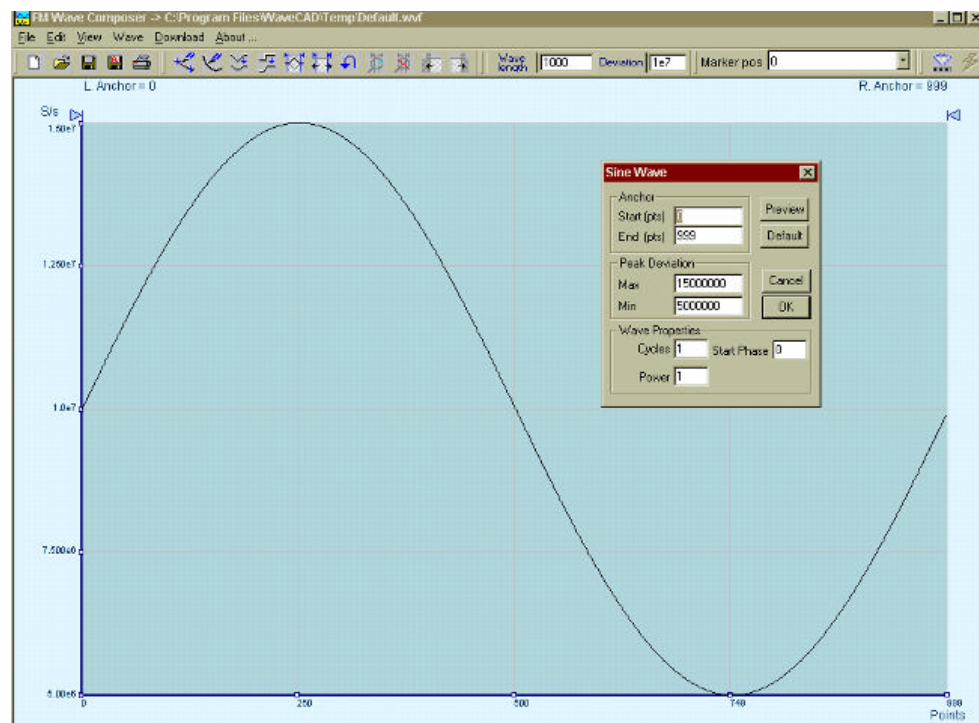 FM Wave Composer -> C:\Program Files\WaveCAD\Temp\Default.wvf
File Edit View Wave Download About ...
Wave length 1000 Deviation 1e7 Marker pos 0
L. Anchor = 0
R. Anchor = 999
S/s
1.50e7
1.250e7
1.0e7
7.500e6
5.00e6
0 250 500 749 999
Points
Sine Wave
Anchor
Start (pts) 0
End (pts) 999
Preview
Default
Peak Deviation
Max 15000000
Min 5000000
Cancel
OK
Wave Properties
Cycles 1 Start Phase 0
Power 1